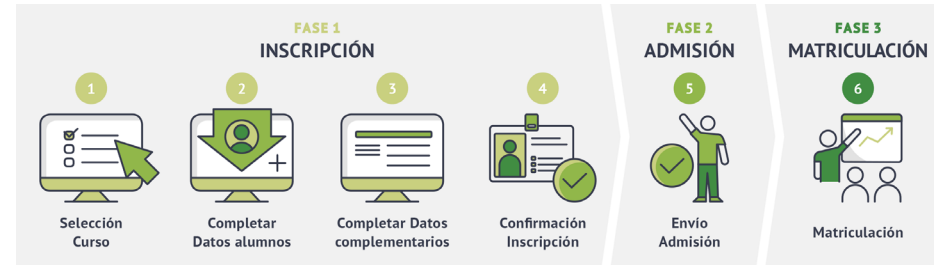 FASE 1
INSCRIPCIÓN
1
2
3
4
Selección
Curso
Completar
Datos alumnos
Completar Datos
complementarios
Confirmación
Inscripción
FASE 2
ADMISIÓN
5
Envío
Admisión
FASE 3
MATRICULACIÓN
6
Matriculación